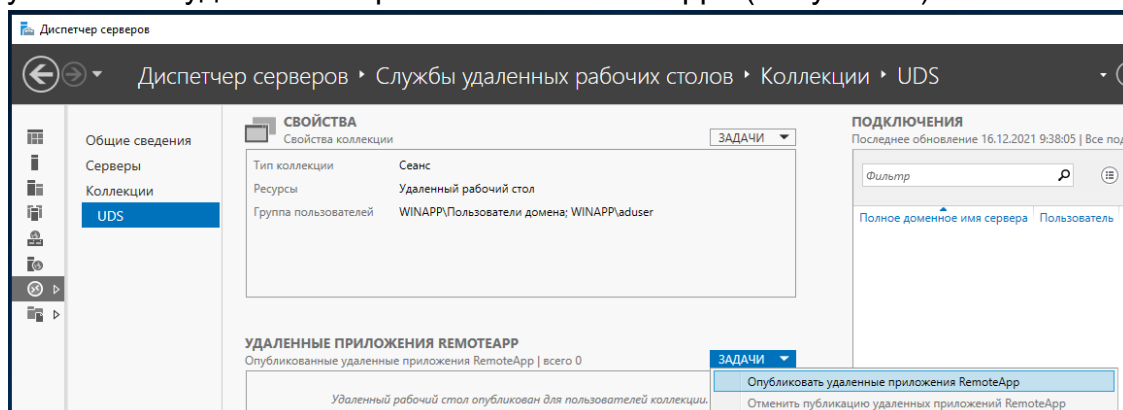 Диспетчер серверов
Диспетчер серверов ‣ Службы удаленных рабочих столов ‣ Коллекции ‣ UDS
Общие сведения
Серверы
Коллекции
UDS
СВОЙСТВА
Свойства коллекции
ЗАДАЧИ
Тип коллекции Сеанс
Ресурсы Удаленный рабочий стол
Группа пользователей WINAPP\Пользователи домена; WINAPP\aduser
ПОДКЛЮЧЕНИЯ
Последнее обновление 16.12.2021 9:38:05 | Все под
Фильтр
Полное доменное имя сервера Пользователь
УДАЛЕННЫЕ ПРИЛОЖЕНИЯ REMOTEAPP
Опубликованные удаленные приложения RemoteApp | всего 0
ЗАДАЧИ
Удаленный рабочий стол опубликован для пользователей коллекции.
Опубликовать удаленные приложения RemoteApp
Отменить публикацию удаленных приложений RemoteApp